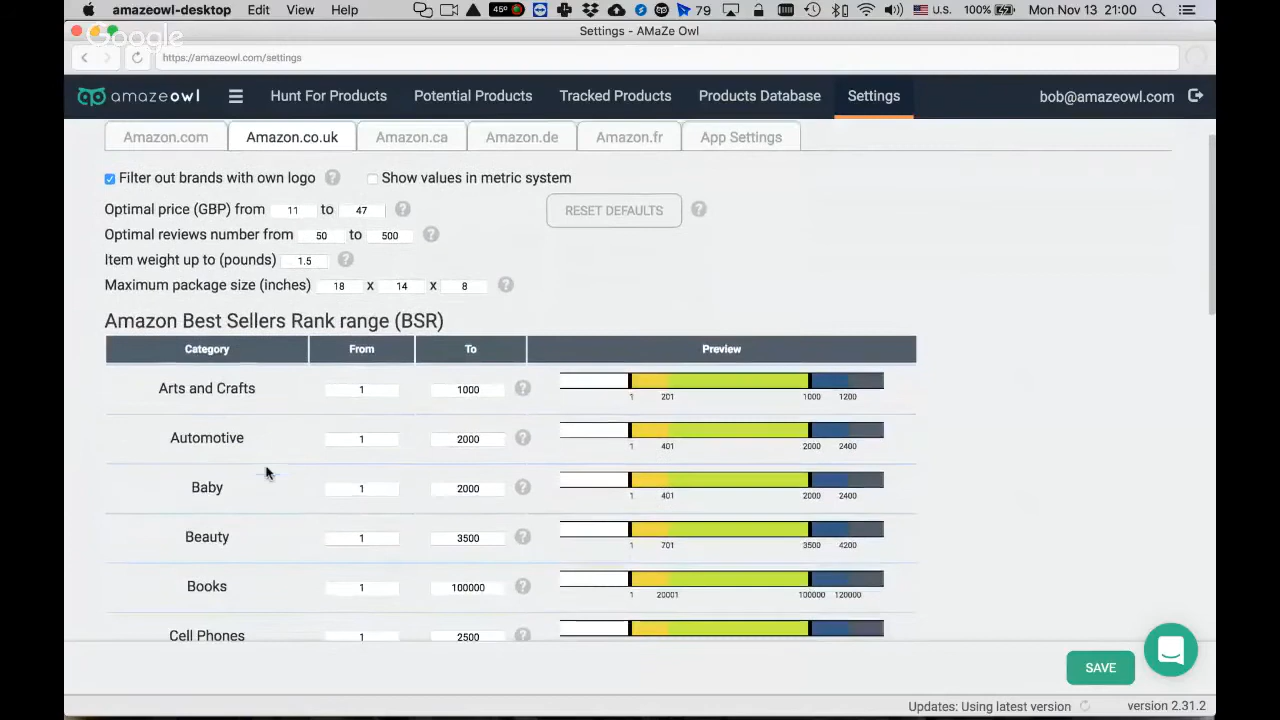 amazeowl-desktop Edit View Help 45° 79 U.S. 100% Mon Nov 13 21:00
Settings - AMaZe Owl
Google
https://amazeowl.com/settings
amazeowl Hunt For Products Potential Products Tracked Products Products Database Settings bob@amazeowl.com
Amazon.com Amazon.co.uk Amazon.ca Amazon.de Amazon.fr App Settings
Filter out brands with own logo ? Show values in metric system
Optimal price (GBP) from 11 to 47 ? RESET DEFAULTS ?
Optimal reviews number from 50 to 500 ?
Item weight up to (pounds) 1.5 ?
Maximum package size (inches) 18 x 14 x 8 ?
Amazon Best Sellers Rank range (BSR)
Category From To Preview
Arts and Crafts 1 1000 ?
1 201 1000 1200
Automotive 1 2000 ?
1 401 2000 2400
Baby 1 2000 ?
1 401 2000 2400
Beauty 1 3500 ?
1 701 3500 4200
Books 1 100000 ?
1 20001 100000 120000
Cell Phones 1 2500 ?
SAVE
Updates: Using latest version version 2.31.2